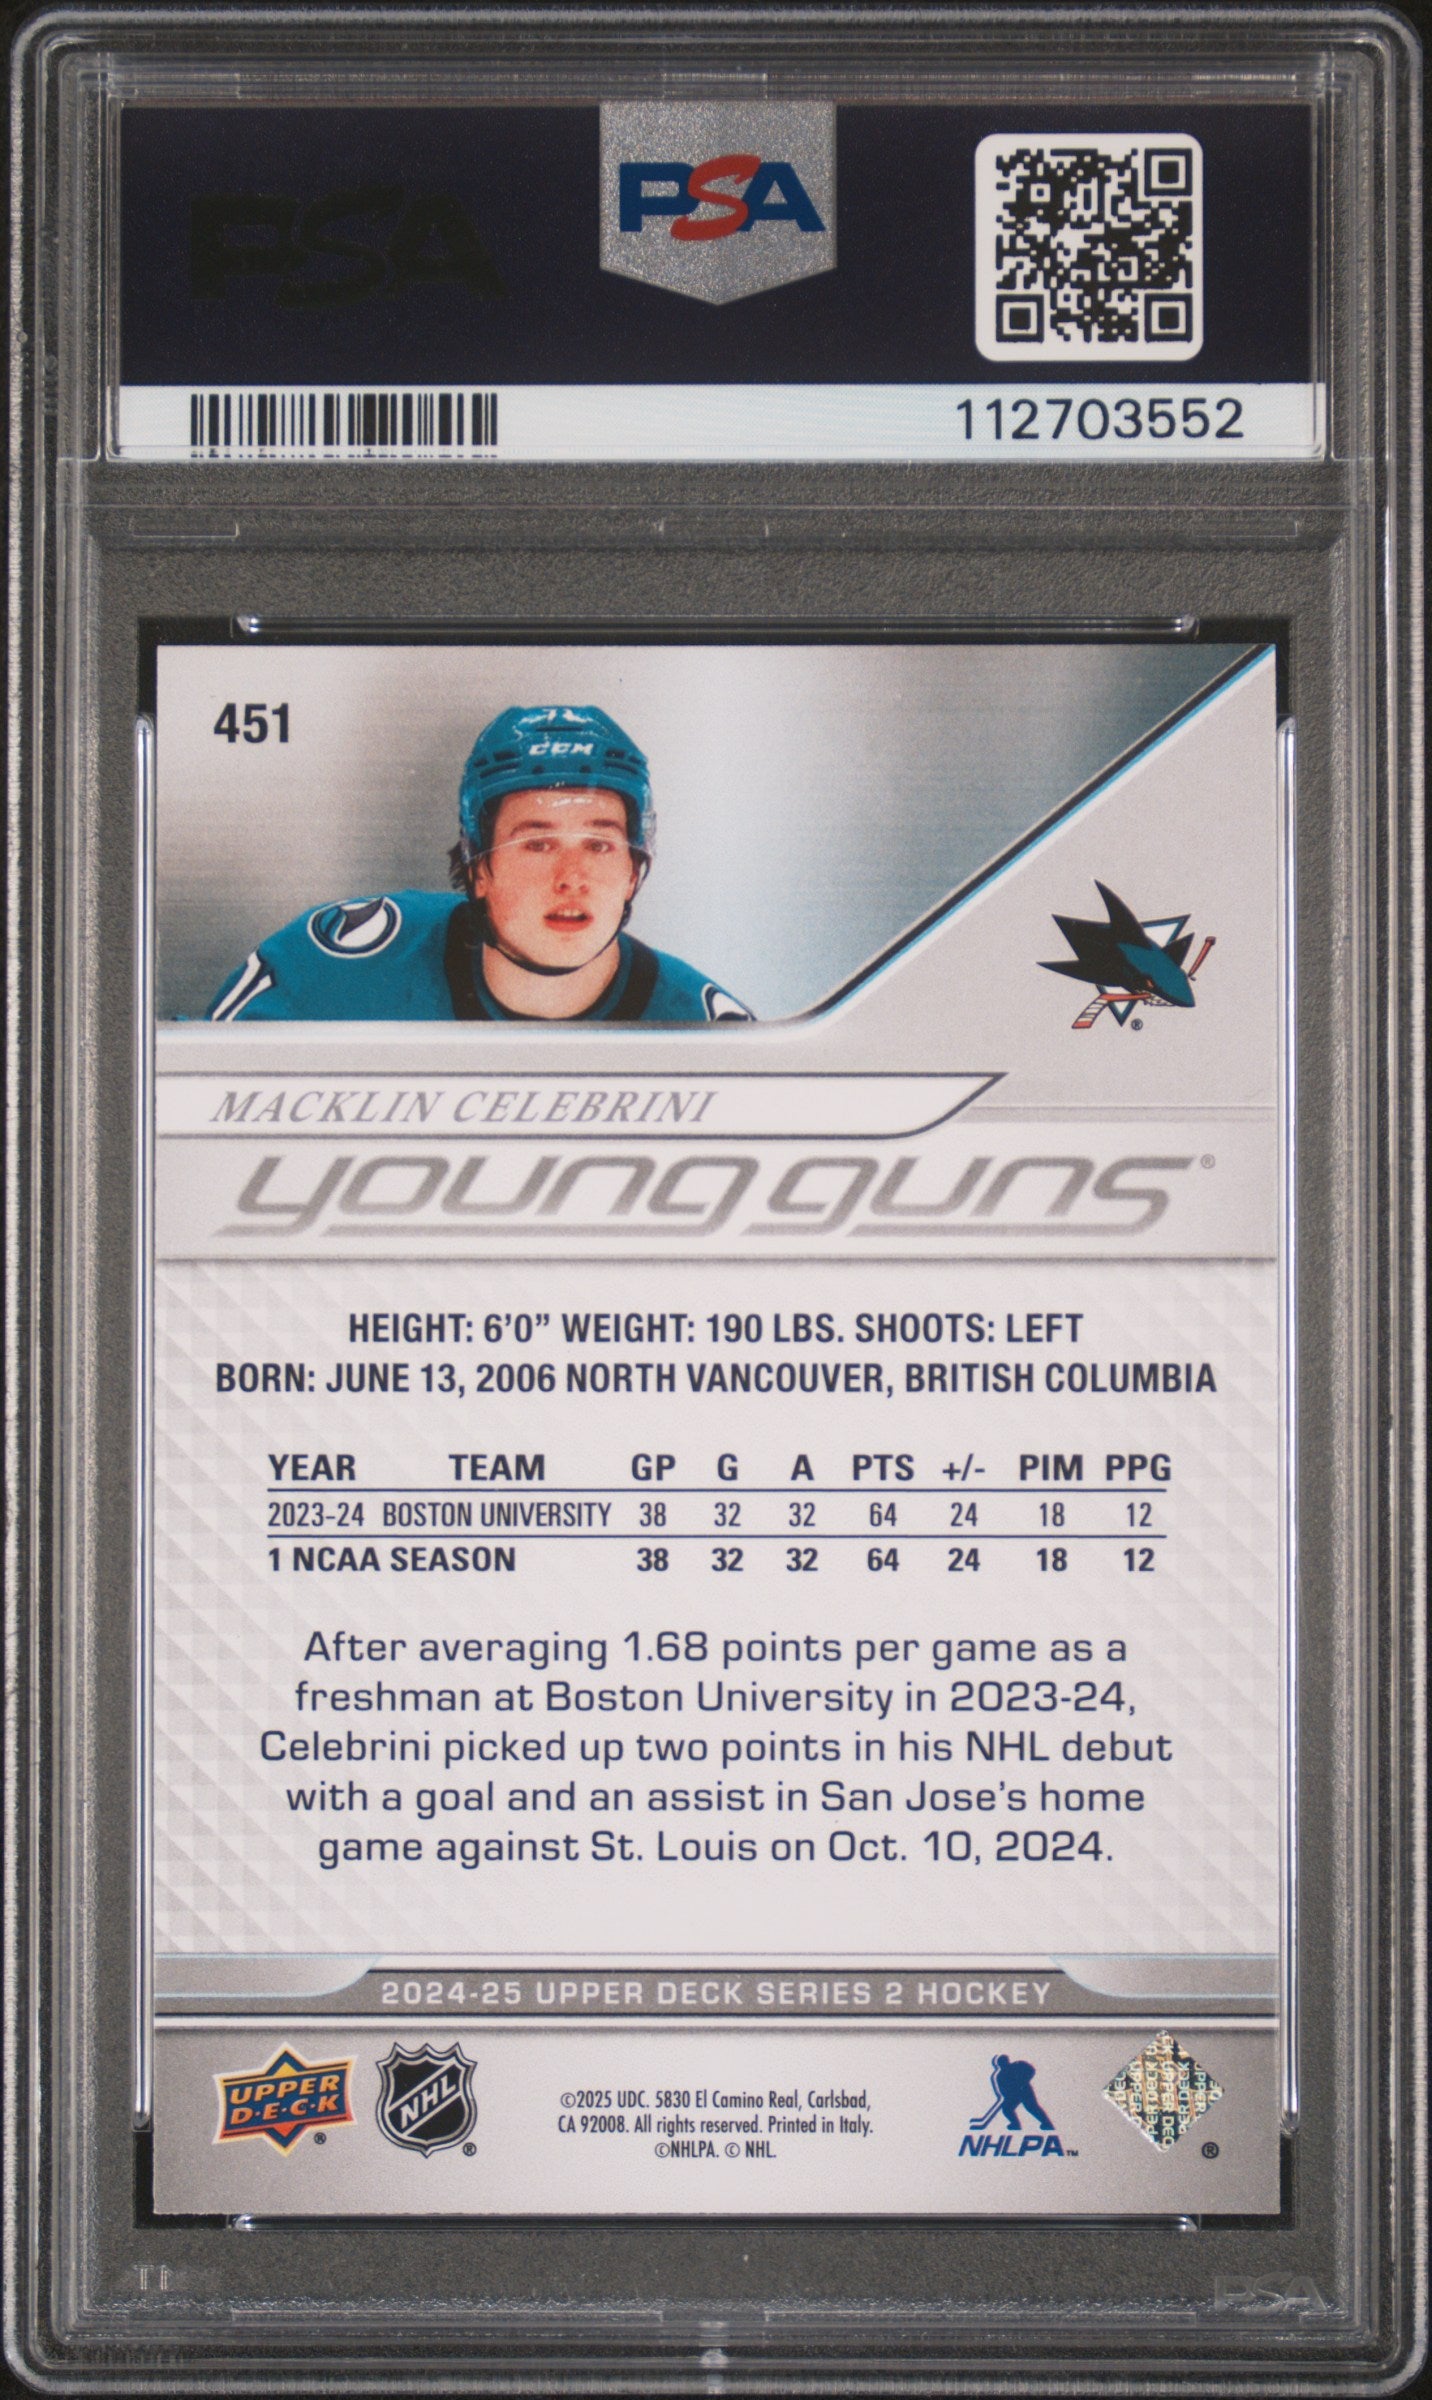 PSA
PSA
112703552
451
CCM
MACKLIN CELEBRINI
young guns®
HEIGHT: 6'0” WEIGHT: 190 LBS. SHOOTS: LEFT
BORN: JUNE 13, 2006 NORTH VANCOUVER, BRITISH COLUMBIA
YEAR TEAM GP G A PTS +/- PIM PPG
2023-24 BOSTON UNIVERSITY 38 32 32 64 24 18 12
1 NCAA SEASON 38 32 32 64 24 18 12
After averaging 1.68 points per game as a
freshman at Boston University in 2023-24,
Celebrini picked up two points in his NHL debut
with a goal and an assist in San Jose's home
game against St. Louis on Oct. 10, 2024.
2024-25 UPPER DECK SERIES 2 HOCKEY
UPPER
D·E·C·K
®
NHL
®
©2025 UDC. 5830 El Camino Real, Carlsbad,
CA 92008. All rights reserved. Printed in Italy.
©NHLPA. © NHL.
NHLPA™
UPPER DECK
®
PSA